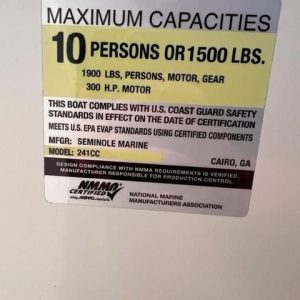 MAXIMUM CAPACITIES
10 PERSONS OR 1500 LBS.
1900 LBS, PERSONS, MOTOR, GEAR
300 H.P. MOTOR
THIS BOAT COMPLIES WITH U.S. COAST GUARD SAFETY
STANDARDS IN EFFECT ON THE DATE OF CERTIFICATION
MEETS U.S. EPA EVAP STANDARDS USING CERTIFIED COMPONENTS
MFGR: SEMINOLE MARINE
MODEL: 241CC
CAIRO, GA
DESIGN COMPLIANCE WITH NMMA REQUIREMENTS IS VERIFIED.
MANUFACTURER RESPONSIBLE FOR PRODUCTION CONTROL.
NMMA
CERTIFIED
using ABYC standards
NATIONAL MARINE
MANUFACTURERS ASSOCIATION